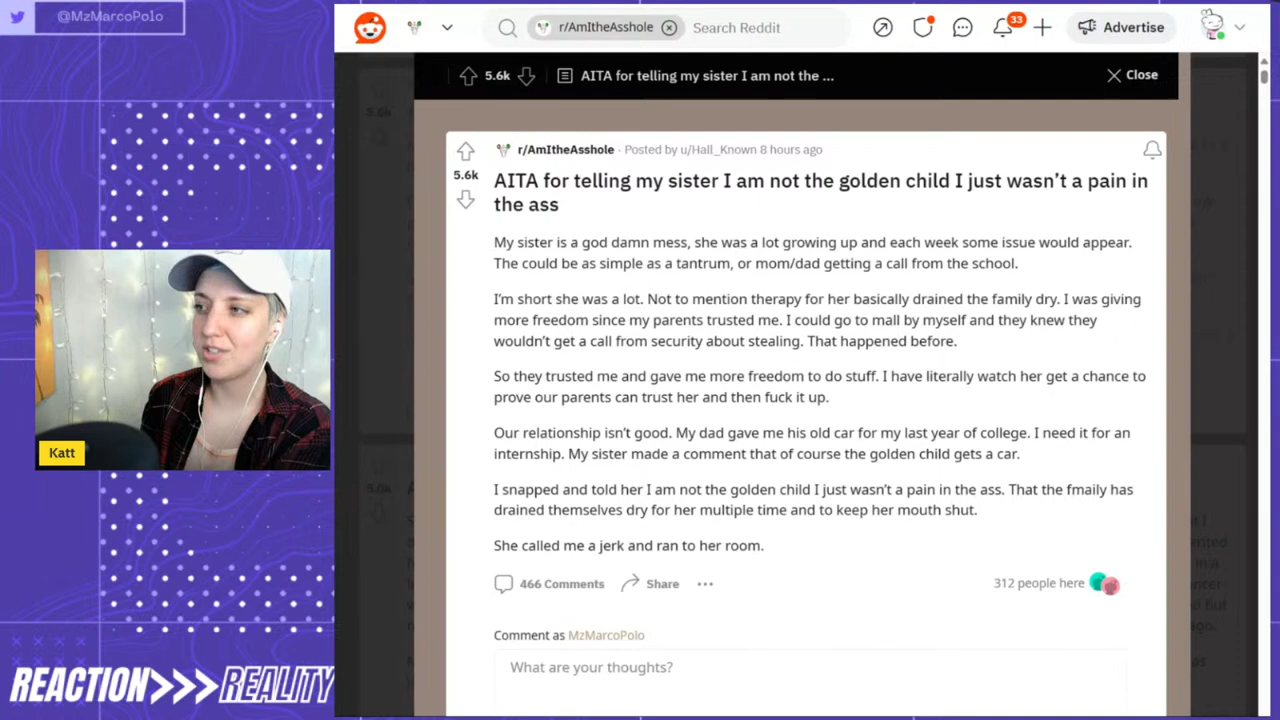 @MzMarcoPolo
r/AmItheAsshole
Search Reddit
33
Advertise
5.6k
AITA for telling my sister I am not the ...
Close
r/AmItheAsshole · Posted by u/Hall_Known 8 hours ago
5.6k
AITA for telling my sister I am not the golden child I just wasn't a pain in
the ass
My sister is a god damn mess, she was a lot growing up and each week some issue would appear.
The could be as simple as a tantrum, or mom/dad getting a call from the school.
I'm short she was a lot. Not to mention therapy for her basically drained the family dry. I was giving
more freedom since my parents trusted me. I could go to mall by myself and they knew they
wouldn't get a call from security about stealing. That happened before.
So they trusted me and gave me more freedom to do stuff. I have literally watch her get a chance to
prove our parents can trust her and then fuck it up.
Our relationship isn't good. My dad gave me his old car for my last year of college. I need it for an
internship. My sister made a comment that of course the golden child gets a car.
I snapped and told her I am not the golden child I just wasn't a pain in the ass. That the fmaily has
drained themselves dry for her multiple time and to keep her mouth shut.
She called me a jerk and ran to her room.
466 Comments
Share
312 people here
Comment as MzMarcoPolo
What are your thoughts?
Katt
REACTION>>>REALITY